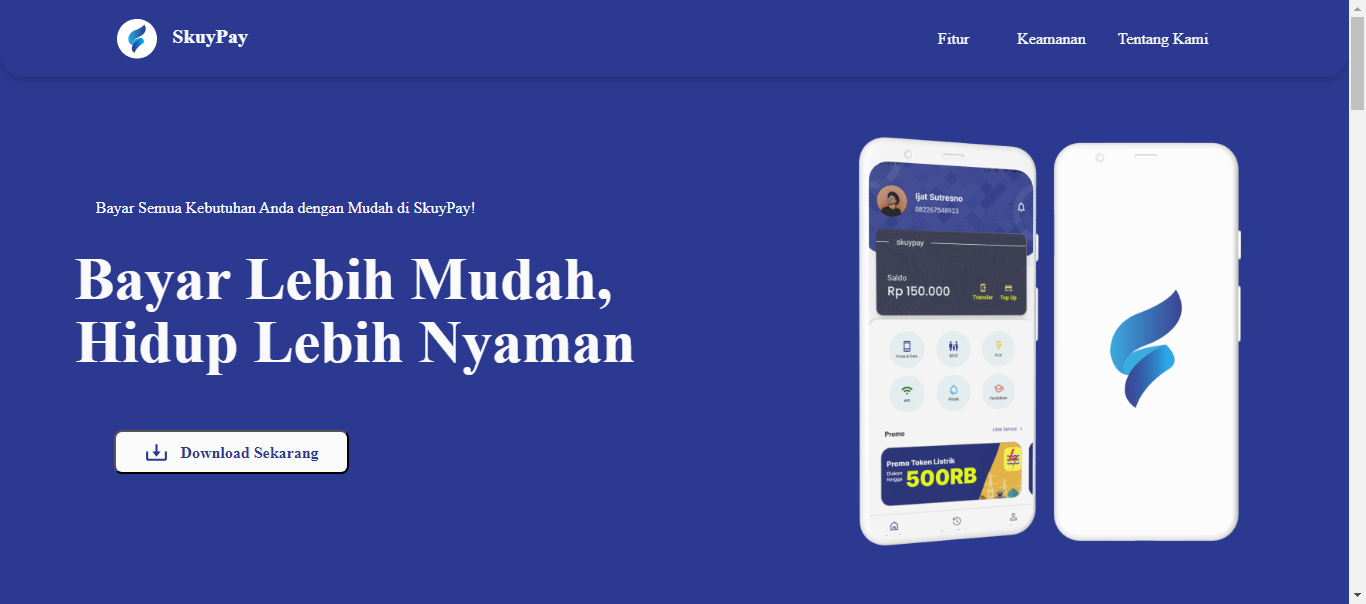 SkuyPay
Fitur
Keamanan
Tentang Kami
Bayar Semua Kebutuhan Anda dengan Mudah di SkuyPay!
Bayar Lebih Mudah,
Hidup Lebih Nyaman
Download Sekarang
Ijat Sutresno
082267548923
skuypay
Saldo
Rp 150.000
Transfer
Top Up
Pulsa & Data
BPJS
Wifi
PDAM
Pendidikan
Promo
Lihat Semua
Promo Token Listrik
Diskon
hingga
500RB